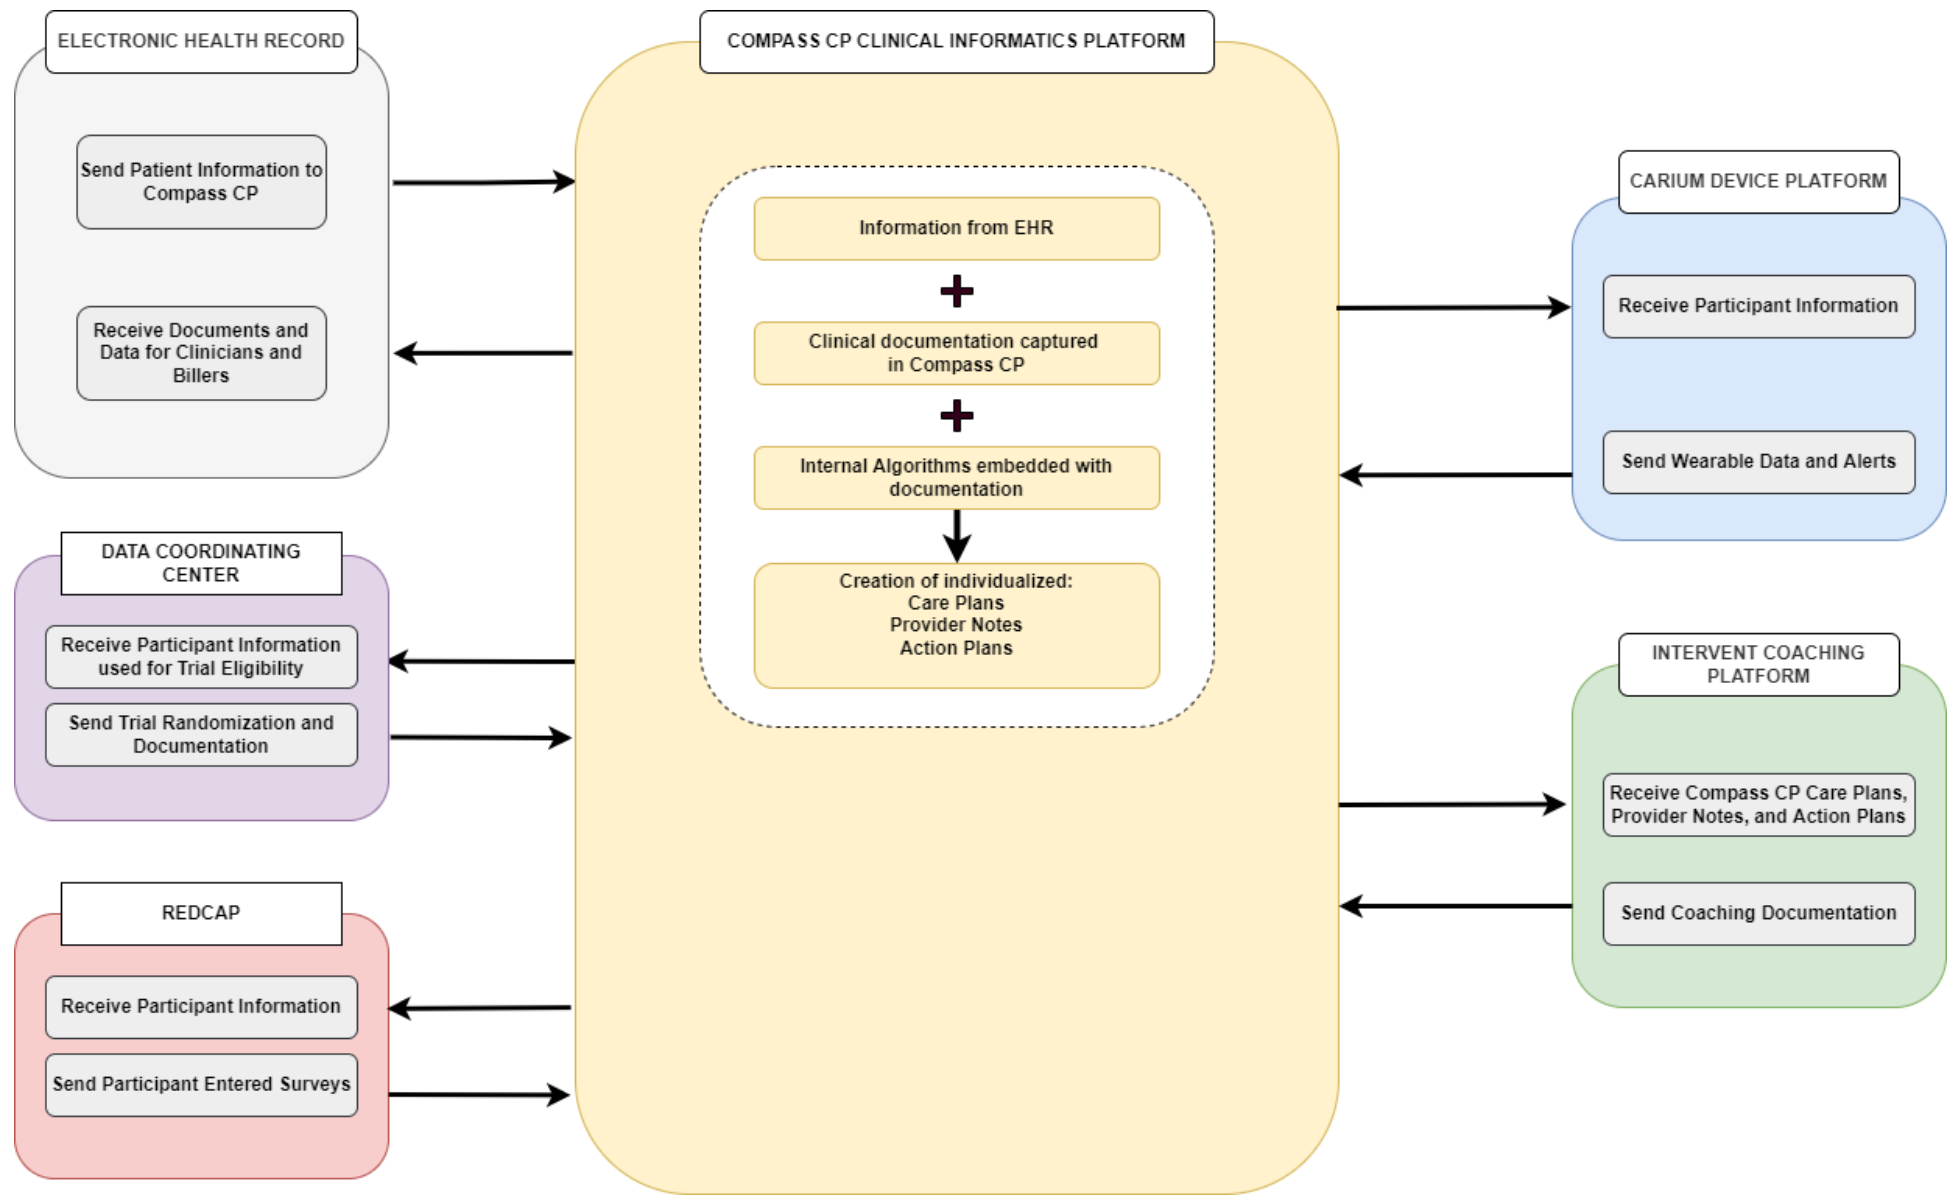 ELECTRONIC HEALTH RECORD
Send Patient Information to
Compass CP
Receive Documents and
Data for Clinicians and
Billers
DATA COORDINATING
CENTER
Receive Participant Information
used for Trial Eligibility
Send Trial Randomization and
Documentation
REDCAP
Receive Participant Information
Send Participant Entered Surveys
COMPASS CP CLINICAL INFORMATICS PLATFORM
Information from EHR
+
Clinical documentation captured
in Compass CP
+
Internal Algorithms embedded with
documentation
Creation of individualized:
Care Plans
Provider Notes
Action Plans
CARIUM DEVICE PLATFORM
Receive Participant Information
Send Wearable Data and Alerts
INTERVENT COACHING
PLATFORM
Receive Compass CP Care Plans,
Provider Notes, and Action Plans
Send Coaching Documentation